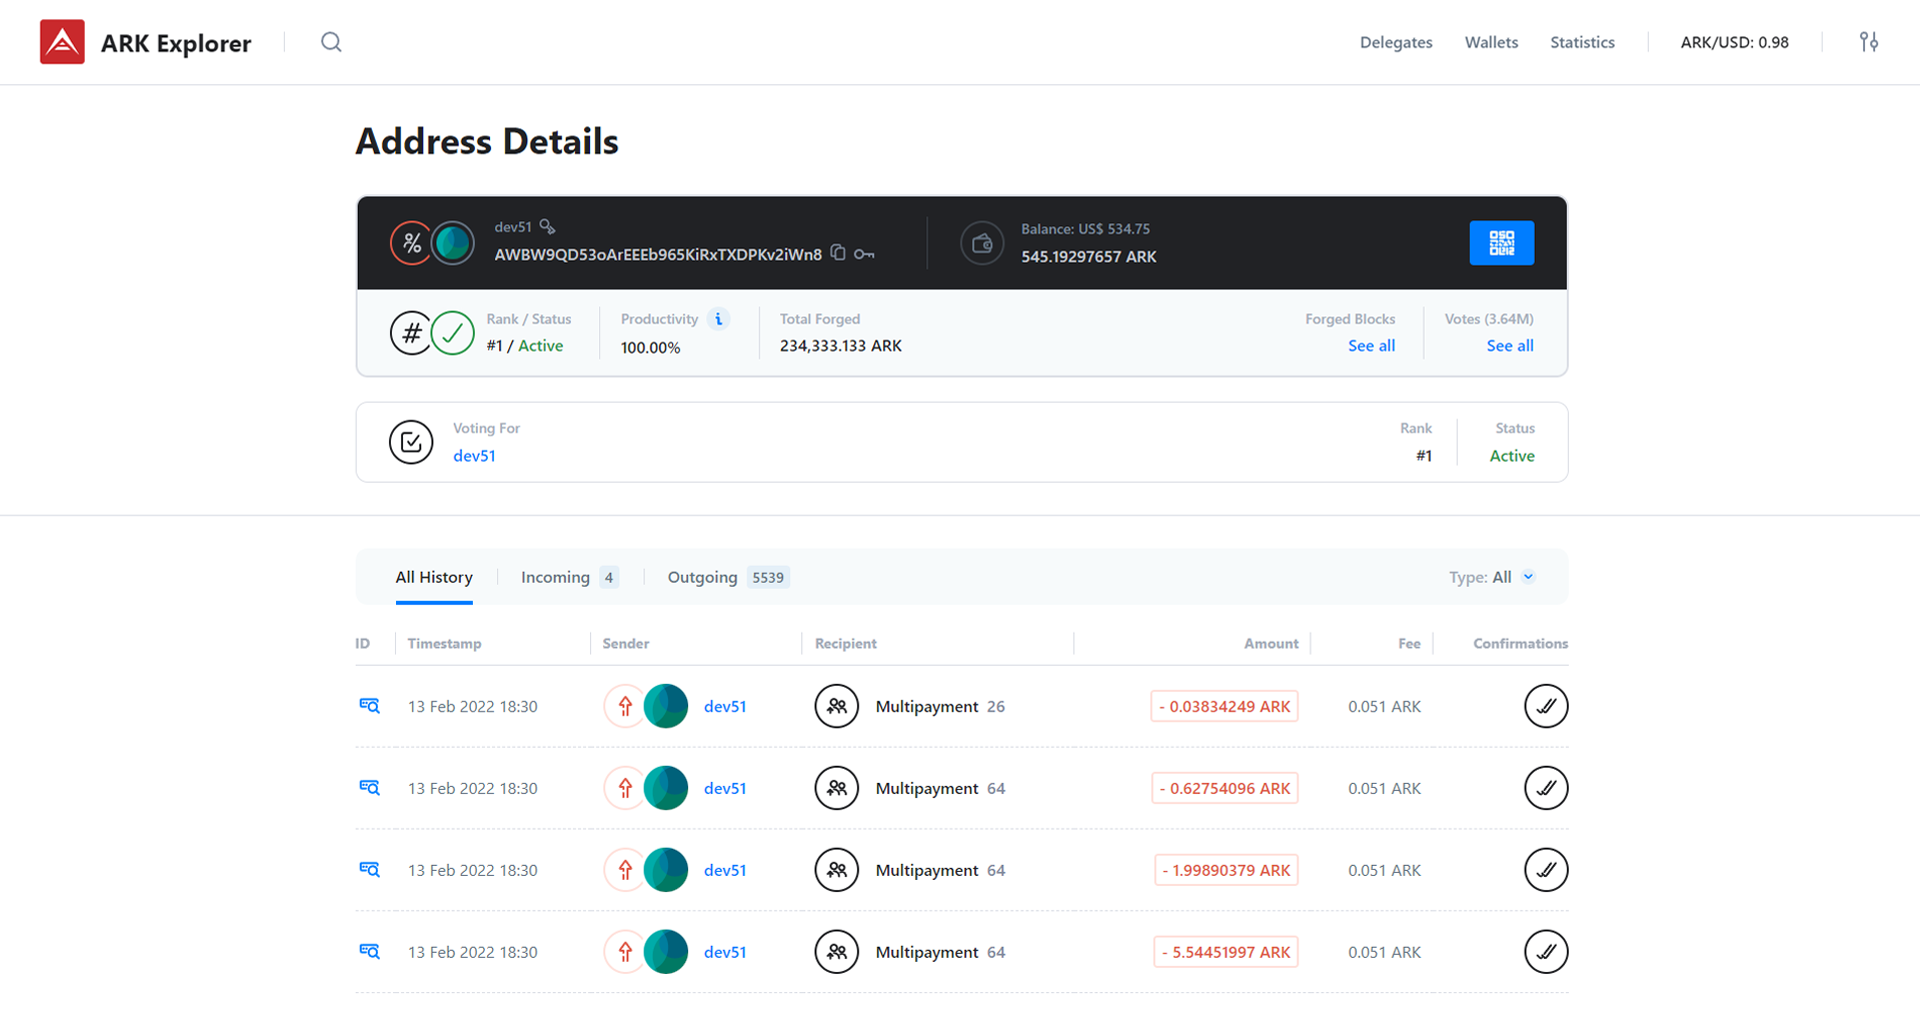 ARK Explorer
Delegates Wallets Statistics ARK/USD: 0.98
Address Details
dev51
AWBW9QD53oArEEEb965KiRxTXDPKv2iWn8
Balance: US$ 534.75
545.19297657 ARK
Rank / Status
#1 / Active
Productivity
100.00%
Total Forged
234,333.133 ARK
Forged Blocks
See all
Votes (3.64M)
See all
Voting For
dev51
Rank
#1
Status
Active
All History Incoming 4 Outgoing 5539 Type: All
ID Timestamp Sender Recipient Amount Fee Confirmations
13 Feb 2022 18:30 dev51 Multipayment 26 - 0.03834249 ARK 0.051 ARK
13 Feb 2022 18:30 dev51 Multipayment 64 - 0.62754096 ARK 0.051 ARK
13 Feb 2022 18:30 dev51 Multipayment 64 - 1.99890379 ARK 0.051 ARK
13 Feb 2022 18:30 dev51 Multipayment 64 - 5.54451997 ARK 0.051 ARK